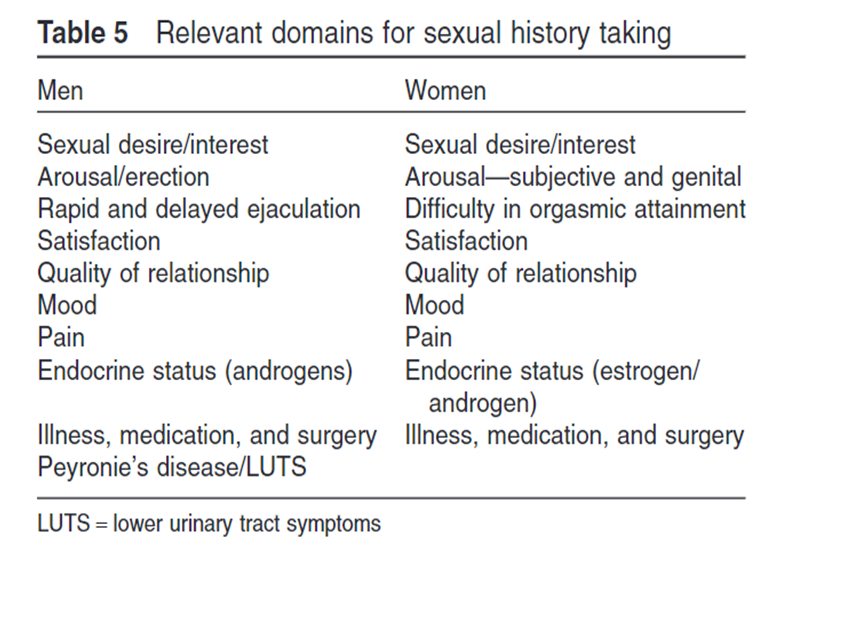 Table 5 Relevant domains for sexual history taking
Men Women
Sexual desire/interest Sexual desire/interest
Arousal/erection Arousal—subjective and genital
Rapid and delayed ejaculation Difficulty in orgasmic attainment
Satisfaction Satisfaction
Quality of relationship Quality of relationship
Mood Mood
Pain Pain
Endocrine status (androgens) Endocrine status (estrogen/
androgen)
Illness, medication, and surgery Illness, medication, and surgery
Peyronie's disease/LUTS
LUTS = lower urinary tract symptoms